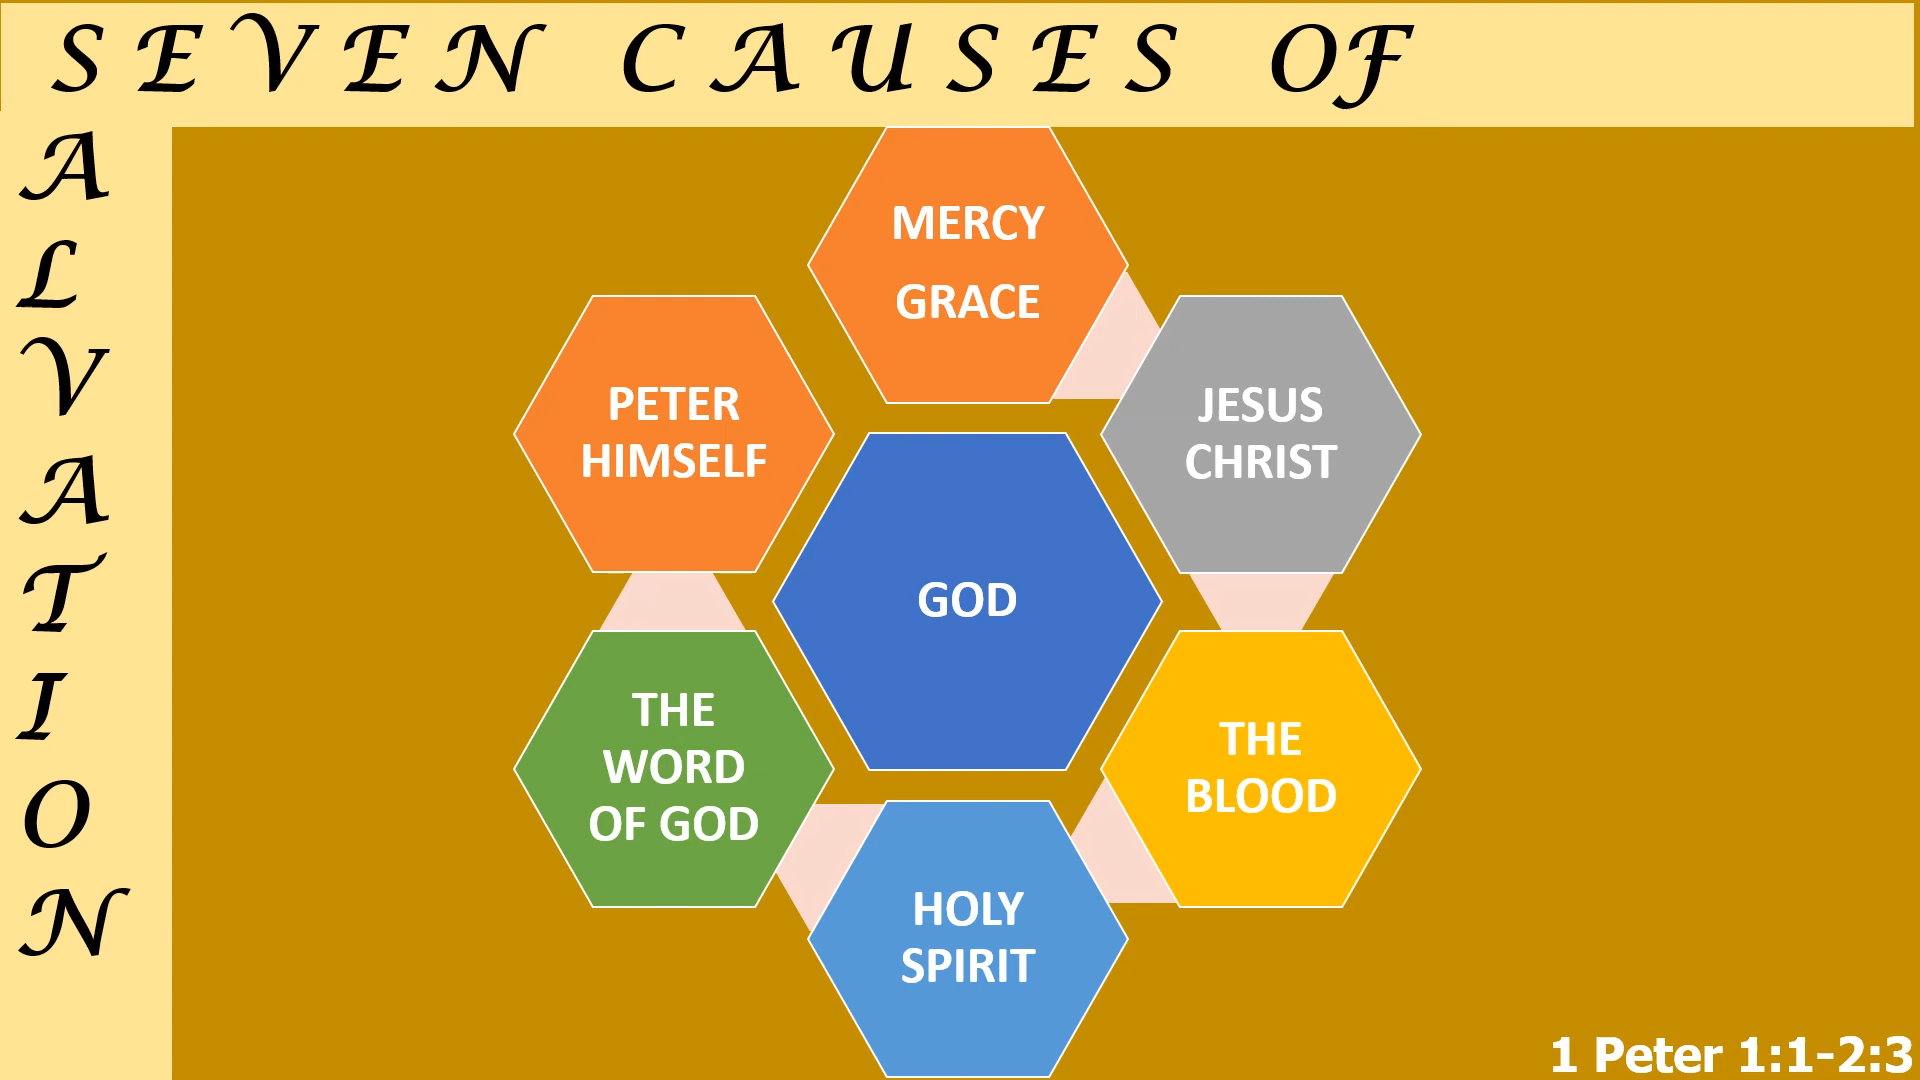 SEVEN CAUSES OF
A
L
V
A
T
I
O
N
MERCY
GRACE
PETER
HIMSELF
JESUS
CHRIST
GOD
THE
WORD
OF GOD
THE
BLOOD
HOLY
SPIRIT
1 Peter 1:1-2:3